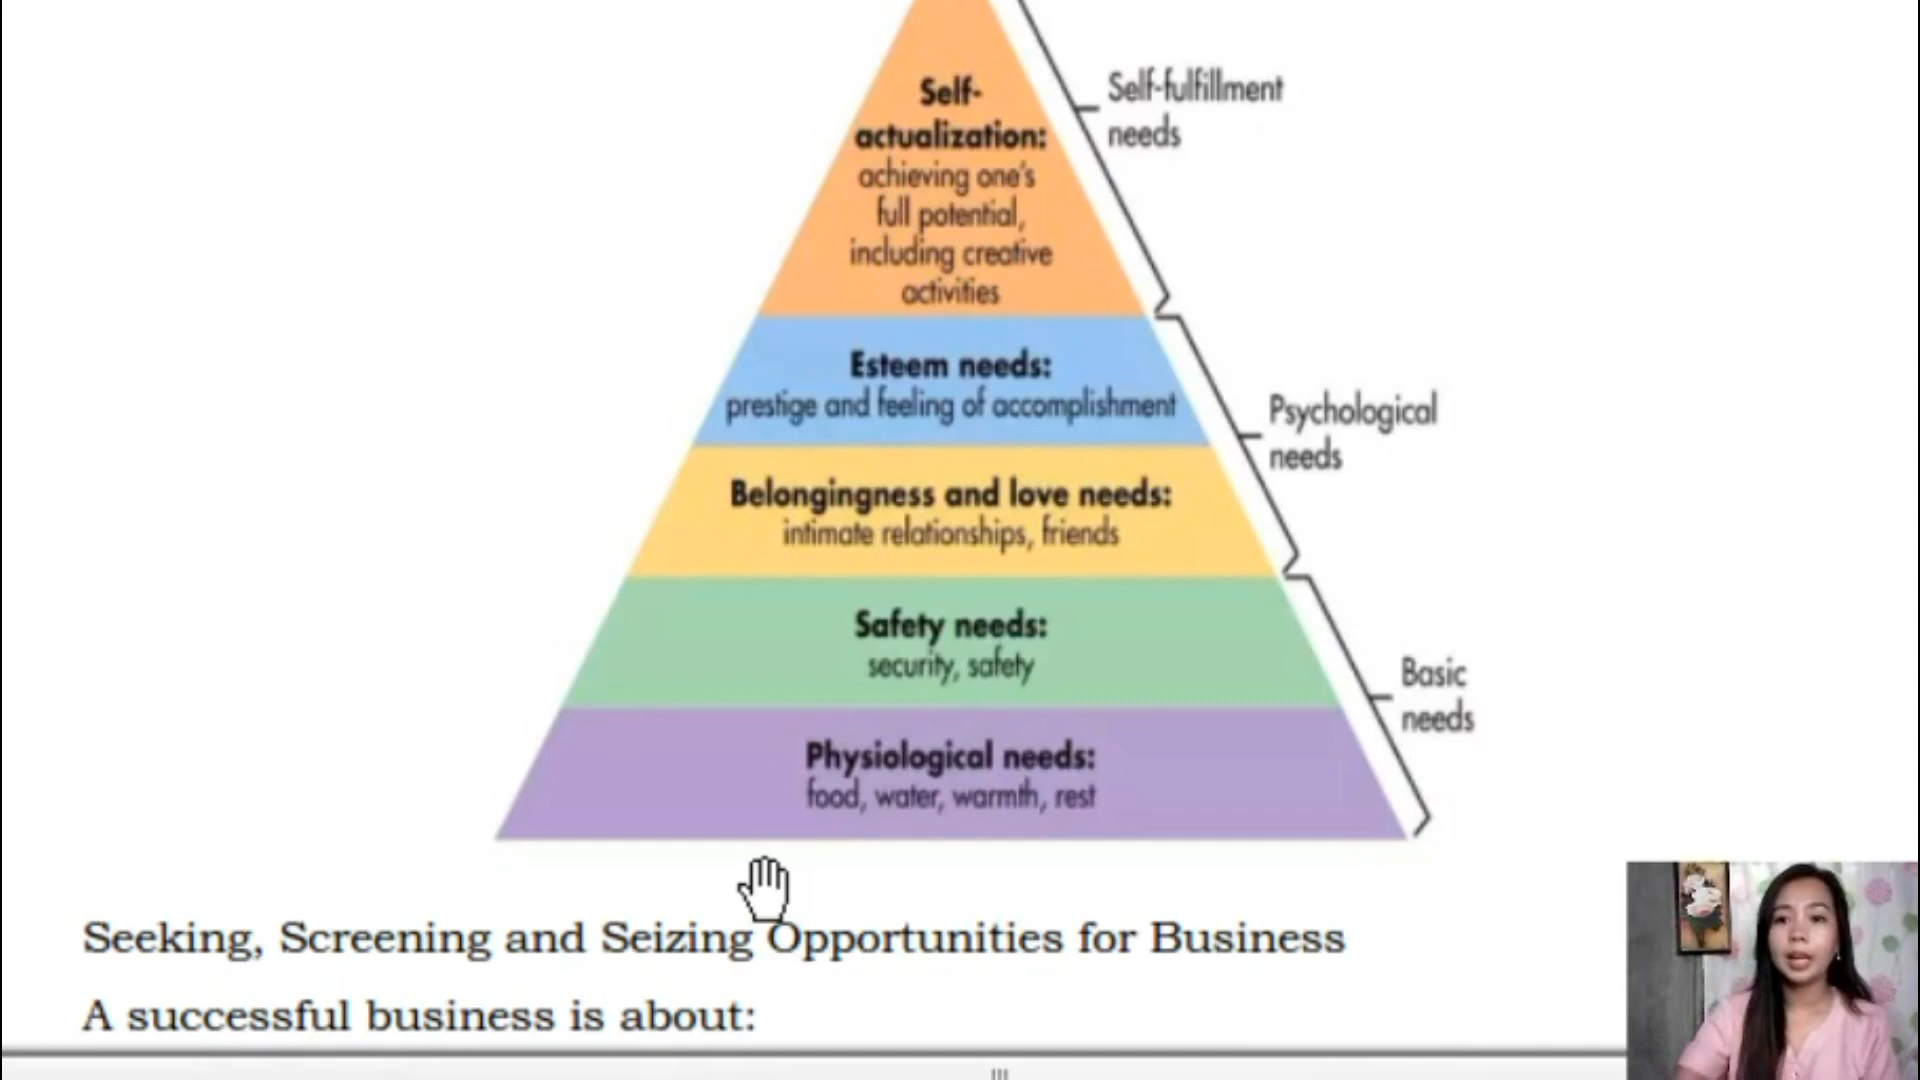 Self-
actualization:
achieving one's
full potential,
including creative
activities
Self-fulfillment
needs
Esteem needs:
prestige and feeling of accomplishment
Psychological
needs
Belongingness and love needs:
intimate relationships, friends
Safety needs:
security, safety
Basic
needs
Physiological needs:
food, water, warmth, rest
Seeking, Screening and Seizing Opportunities for Business
A successful business is about: